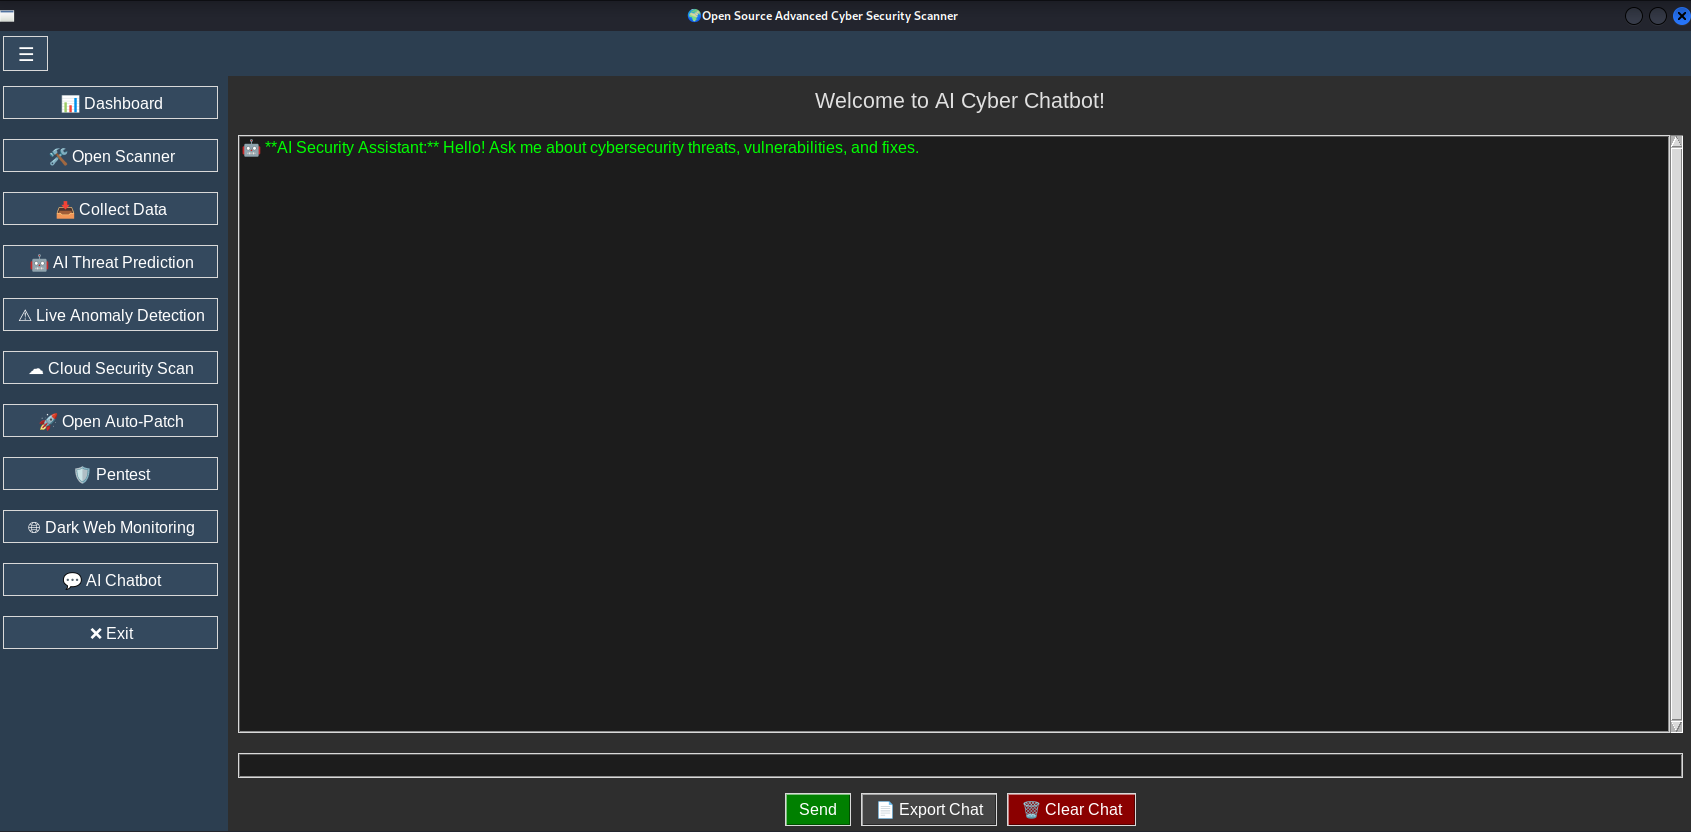 🌍Open Source Advanced Cyber Security Scanner
☰
📊 Dashboard
🛠️ Open Scanner
📥 Collect Data
🤖 AI Threat Prediction
⚠ Live Anomaly Detection
☁ Cloud Security Scan
🚀 Open Auto-Patch
🛡️ Pentest
🌐 Dark Web Monitoring
💬 AI Chatbot
❌ Exit
Welcome to AI Cyber Chatbot!
🤖 **AI Security Assistant:** Hello! Ask me about cybersecurity threats, vulnerabilities, and fixes.
Send
📄 Export Chat
🗑️ Clear Chat